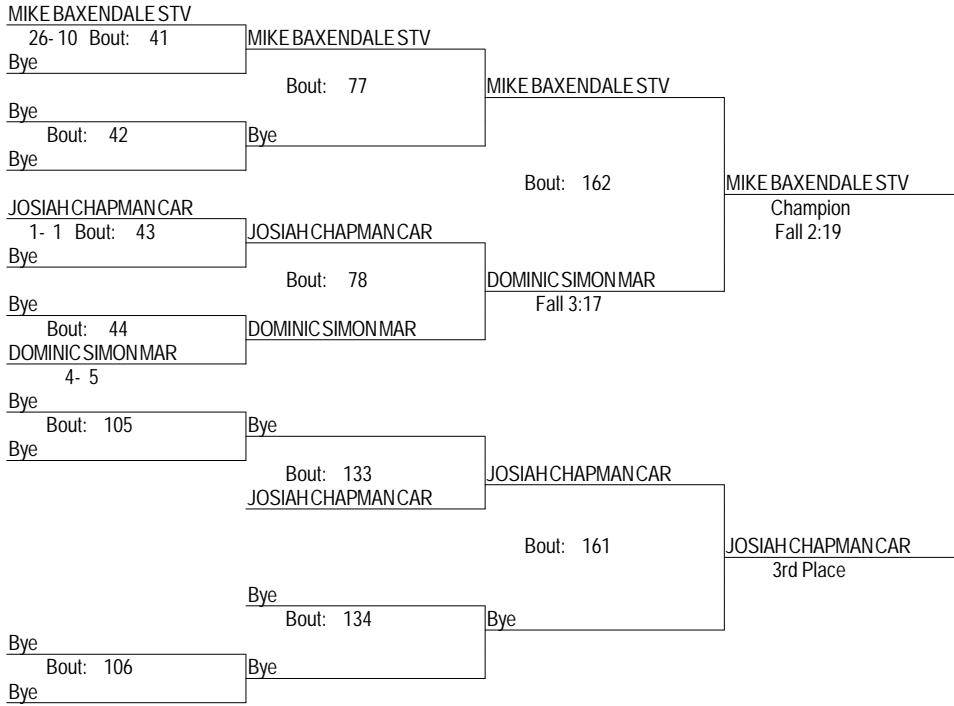 MIKE BAXENDALE STV
26- 10 Bout: 41 MIKE BAXENDALE STV
Bye
Bout: 77 MIKE BAXENDALE STV
Bye
Bout: 42 Bye
Bye
Bout: 162 MIKE BAXENDALE STV
JOSIAH CHAPMAN CAR Champion
1- 1 Bout: 43 JOSIAH CHAPMAN CAR Fall 2:19
Bye
Bout: 78 DOMINIC SIMON MAR
Bye Fall 3:17
Bout: 44 DOMINIC SIMON MAR
DOMINIC SIMON MAR
4- 5
Bye
Bout: 105 Bye
Bye
Bout: 133 JOSIAH CHAPMAN CAR
JOSIAH CHAPMAN CAR
Bout: 161 JOSIAH CHAPMAN CAR
3rd Place
Bye
Bout: 134 Bye
Bye
Bout: 106 Bye
Bye